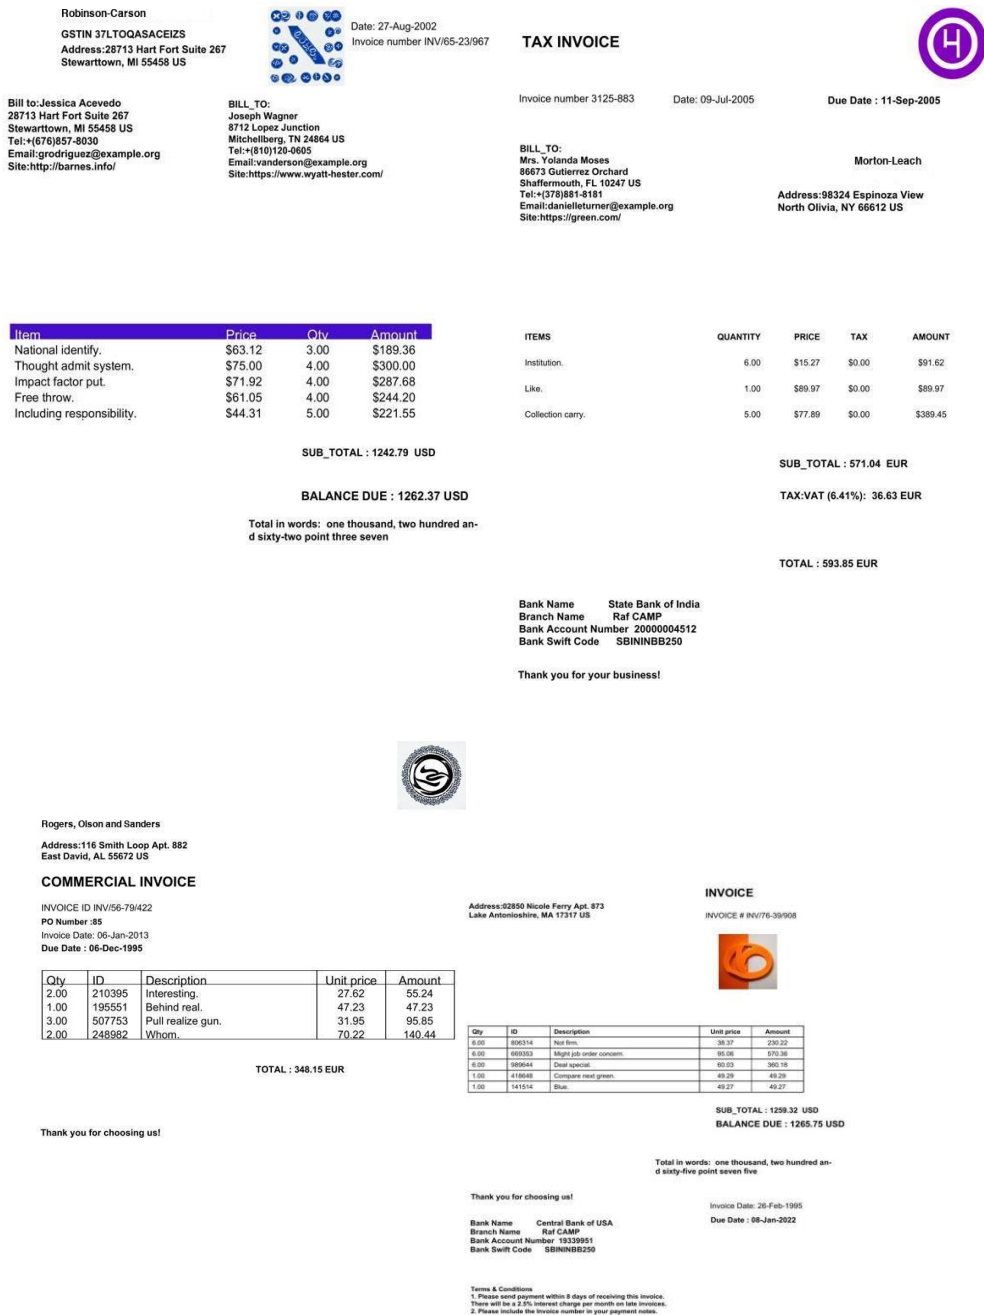 Robinson-Carson
GSTIN 37LTOQASACEIZS
Address:28713 Hart Fort Suite 267
Stewarttown, MI 55458 US
Date: 27-Aug-2002
Invoice number INV/65-23/967
Bill to:Jessica Acevedo
28713 Hart Fort Suite 267
Stewarttown, MI 55458 US
Tel:+(676)857-8030
Email:grodriguez@example.org
Site:http://barnes.info/
BILL_TO:
Joseph Wagner
8712 Lopez Junction
Mitchellberg, TN 24864 US
Tel:+(810)120-0605
Email:vanderson@example.org
Site:https://www.wyatt-hester.com/
Item Price Qty Amount
National identify. $63.12 3.00 $189.36
Thought admit system. $75.00 4.00 $300.00
Impact factor put. $71.92 4.00 $287.68
Free throw. $61.05 4.00 $244.20
Including responsibility. $44.31 5.00 $221.55
SUB_TOTAL : 1242.79 USD
BALANCE DUE : 1262.37 USD
Total in words: one thousand, two hundred an-
d sixty-two point three seven
TAX INVOICE
Invoice number 3125-883 Date: 09-Jul-2005 Due Date : 11-Sep-2005
BILL_TO:
Mrs. Yolanda Moses
86673 Gutierrez Orchard
Shaffermouth, FL 10247 US
Tel:+(378)881-8181
Email:danielleturner@example.org
Site:https://green.com/
Morton-Leach
Address:98324 Espinoza View
North Olivia, NY 66612 US
ITEMS QUANTITY PRICE TAX AMOUNT
Institution. 6.00 $15.27 $0.00 $91.62
Like. 1.00 $89.97 $0.00 $89.97
Collection carry. 5.00 $77.89 $0.00 $389.45
SUB_TOTAL : 571.04 EUR
TAX:VAT (6.41%): 36.63 EUR
TOTAL : 593.85 EUR
Bank Name State Bank of India
Branch Name Raf CAMP
Bank Account Number 20000004512
Bank Swift Code SBININBB250
Thank you for your business!
Rogers, Olson and Sanders
Address:116 Smith Loop Apt. 882
East David, AL 55672 US
COMMERCIAL INVOICE
INVOICE ID INV/56-79/422
PO Number :85
Invoice Date: 06-Jan-2013
Due Date : 06-Dec-1995
Qty ID Description Unit price Amount
2.00 210395 Interesting. 27.62 55.24
1.00 195551 Behind real. 47.23 47.23
3.00 507753 Pull realize gun. 31.95 95.85
2.00 248982 Whom. 70.22 140.44
TOTAL : 348.15 EUR
Thank you for choosing us!
INVOICE
Address:02850 Nicole Ferry Apt. 873
Lake Antonioshire, MA 17317 US
INVOICE # INV/76-39/908
Qty ID Description Unit price Amount
6.00 806314 Not firm. 38.37 230.22
6.00 669353 Might job order concern. 95.06 570.36
6.00 989644 Deal special. 60.03 360.18
1.00 418648 Compare next green. 49.29 49.29
1.00 141514 Blue. 49.27 49.27
SUB_TOTAL : 1259.32 USD
BALANCE DUE : 1265.75 USD
Total in words: one thousand, two hundred an-
d sixty-five point seven five
Thank you for choosing us!
Invoice Date: 26-Feb-1995
Due Date : 08-Jan-2022
Bank Name Central Bank of USA
Branch Name Raf CAMP
Bank Account Number 19339951
Bank Swift Code SBININBB250
Terms & Conditions
1. Please send payment within 8 days of receiving this invoice.
There will be a 2.5% interest charge per month on late invoices.
2. Please include the invoice number in your payment notes.